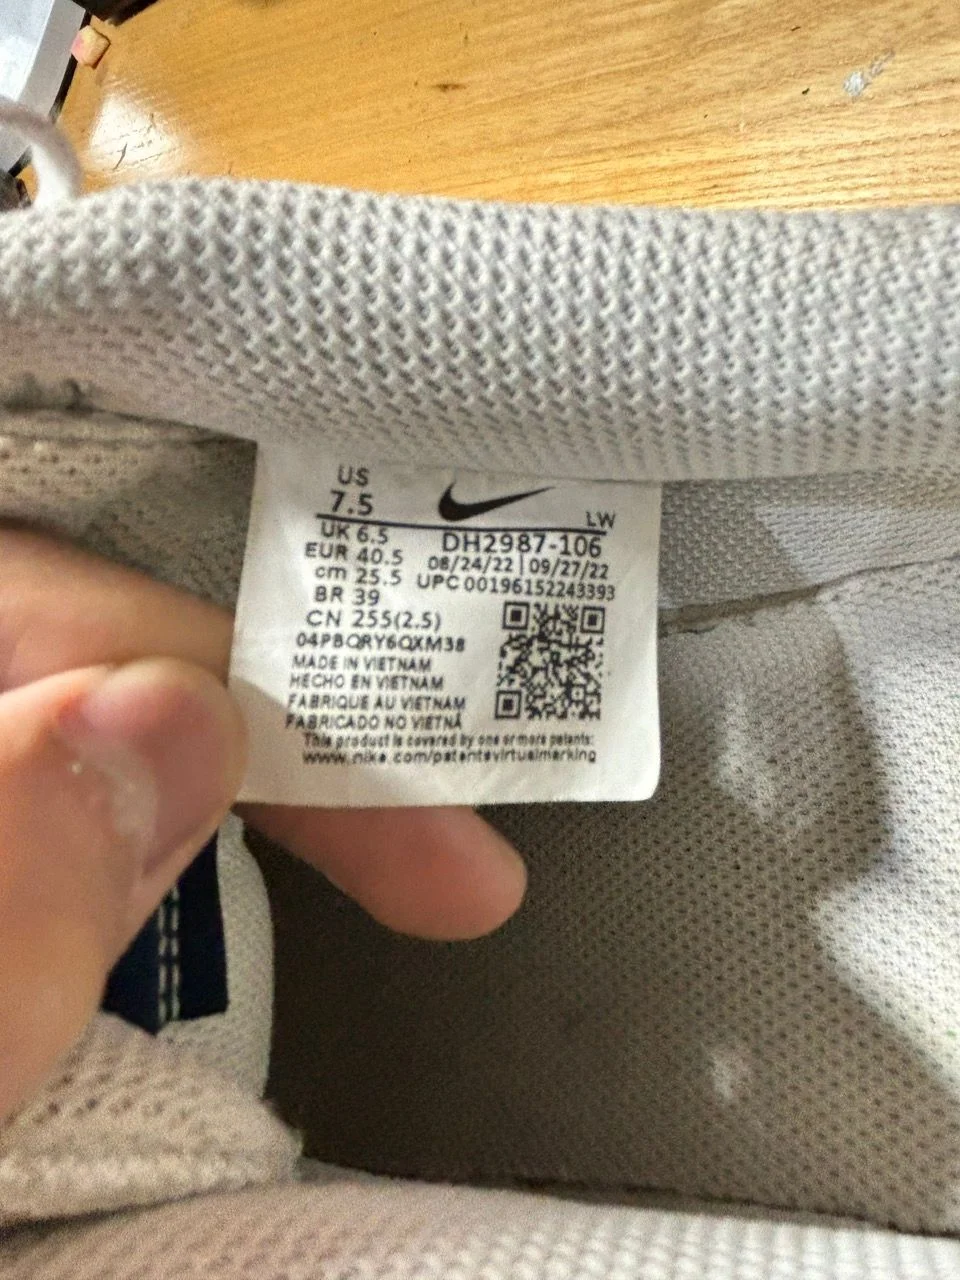 US
7.5
LW
UK 6.5
DH2987-106
EUR 40.5
08/24/22 | 09/27/22
cm 25.5
UPC 00196152243393
BR 39
CN 255(2.5)
04PBQRY6QXM38
MADE IN VIETNAM
HECHO EN VIETNAM
FABRIQUE AU VIETNAM
FABRICADO NO VIETNÃ
This product is covered by one or more patents:
www.nike.com/patentsvirtualmarking